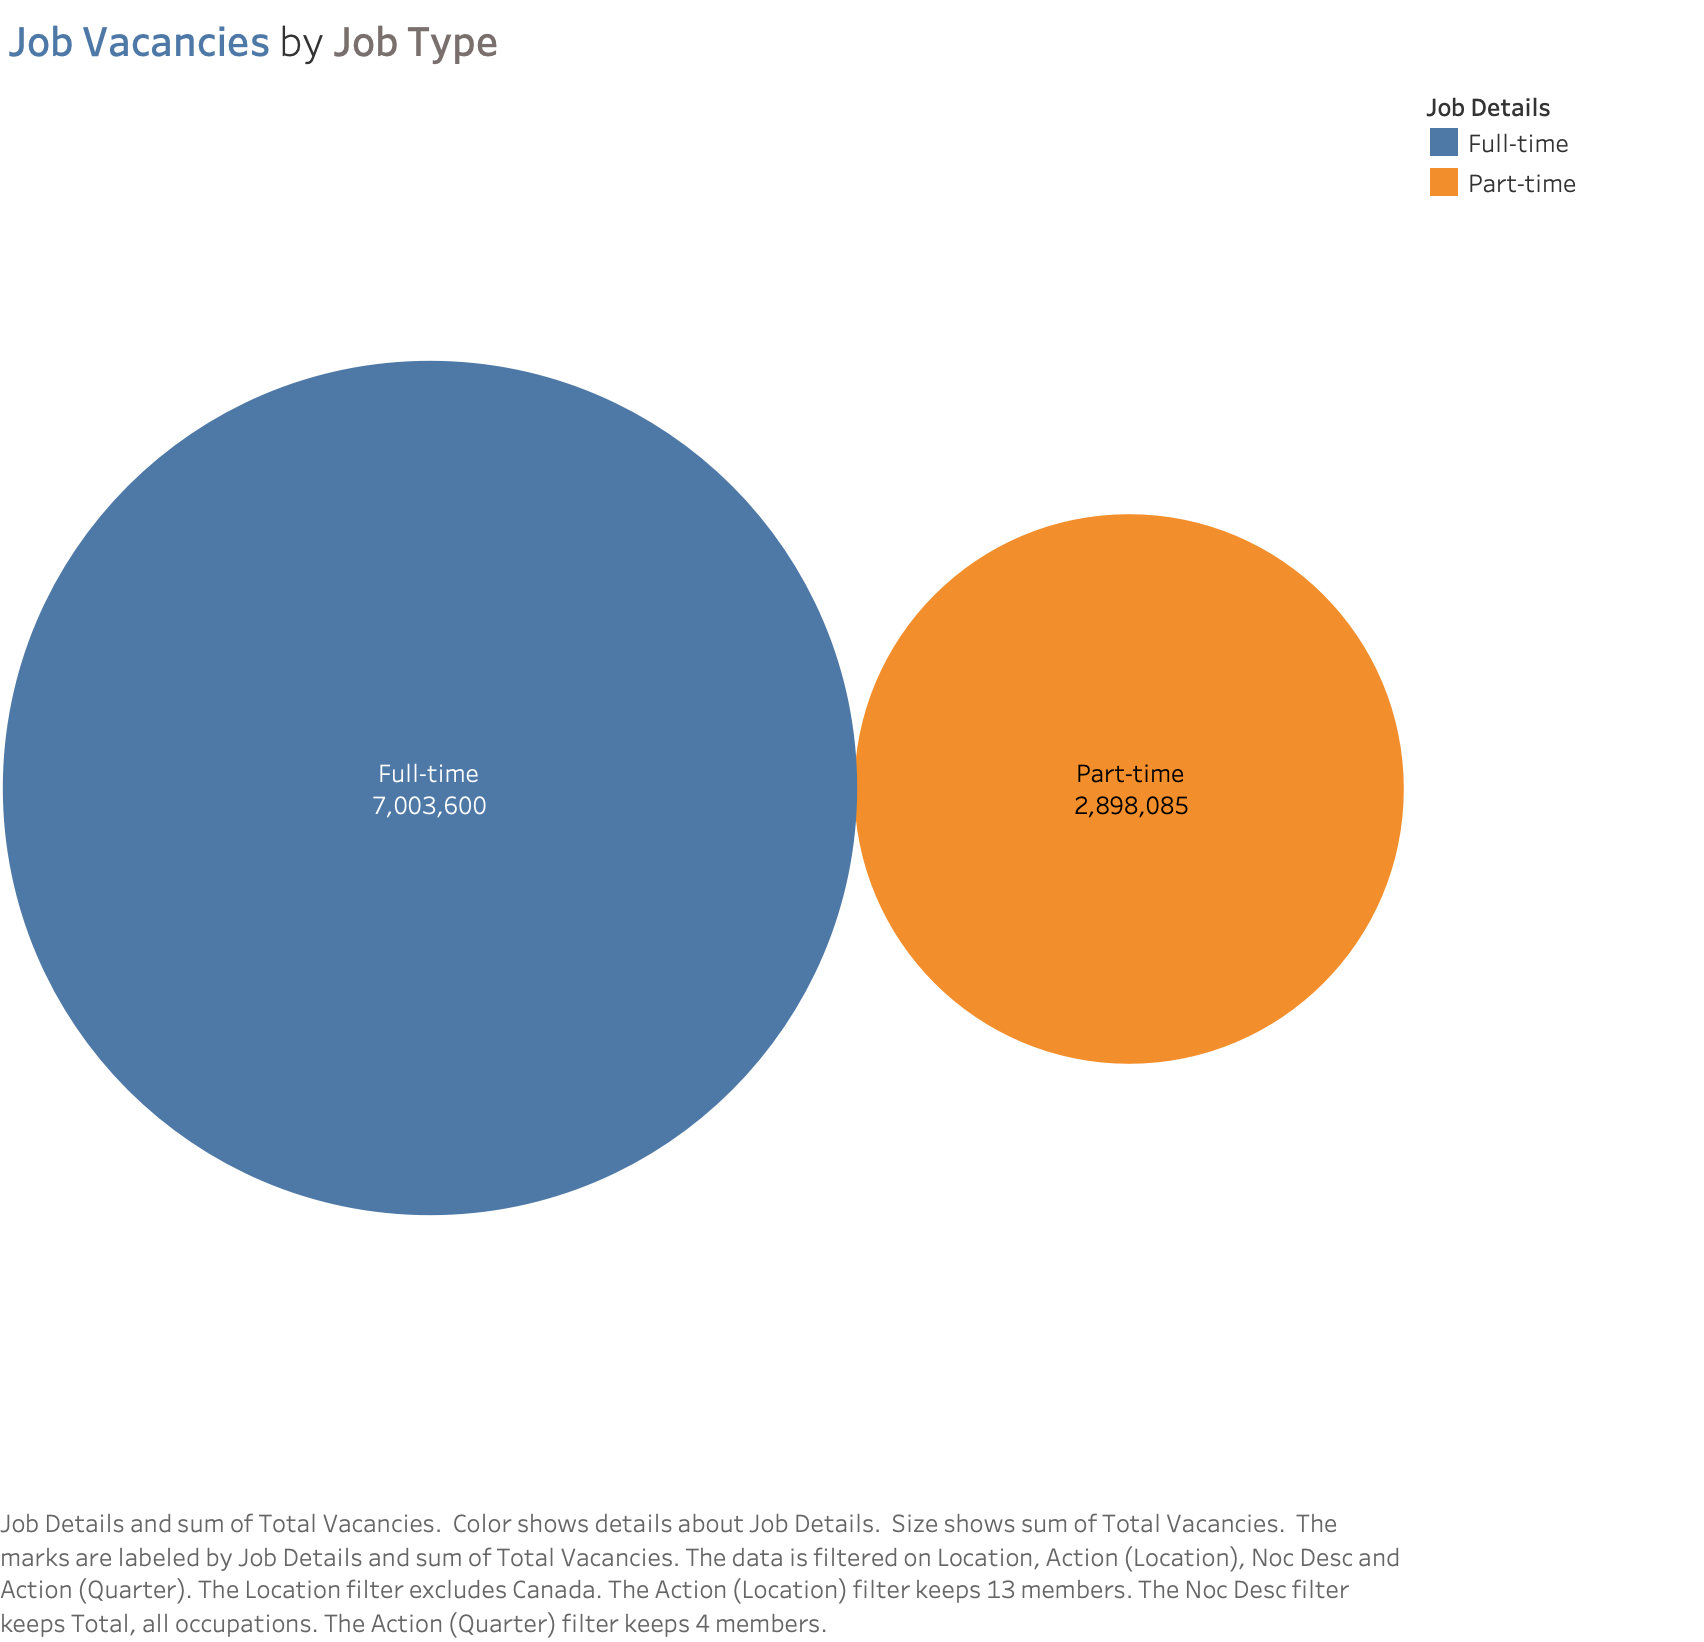 Job Vacancies by Job Type
Job Details
Full-time
Part-time
Full-time
7,003,600
Part-time
2,898,085
Job Details and sum of Total Vacancies.  Color shows details about Job Details.  Size shows sum of Total Vacancies.  The
marks are labeled by Job Details and sum of Total Vacancies. The data is filtered on Location, Action (Location), Noc Desc and
Action (Quarter). The Location filter excludes Canada. The Action (Location) filter keeps 13 members. The Noc Desc filter
keeps Total, all occupations. The Action (Quarter) filter keeps 4 members.